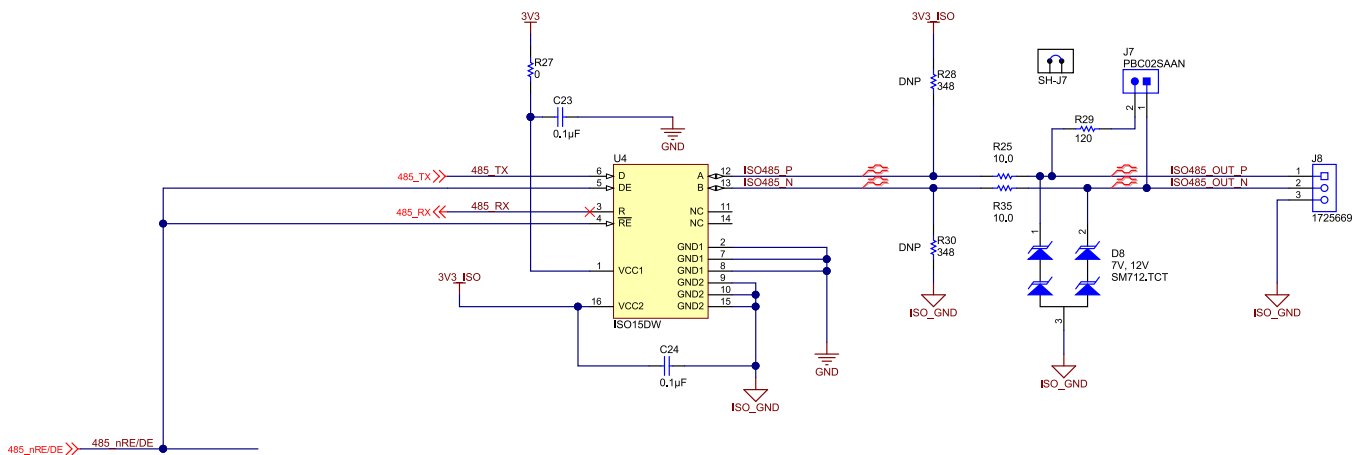 3V3
R27
0
C23
0.1µF
GND
3V3_ISO
DNP
R28
348
SH-J7
J7
PBC02SAAN
2
1
R29
120
U4
485_TX
485_TX
6
D
5
DE
485_RX
485_RX
3
R
4
RE
1
VCC1
3V3_ISO
16
VCC2
A
12
ISO485_P
B
13
ISO485_N
NC
11
NC
14
GND1
2
GND1
7
GND1
8
GND2
9
GND2
10
GND2
15
ISO15DW
R25
10.0
R35
10.0
ISO485_OUT_P
ISO485_OUT_N
J8
1
2
3
1725669
DNP
R30
348
ISO_GND
1
2
D8
7V, 12V
SM712.TCT
3
ISO_GND
ISO_GND
C24
0.1µF
GND
ISO_GND
485_nRE/DE
485_nRE/DE